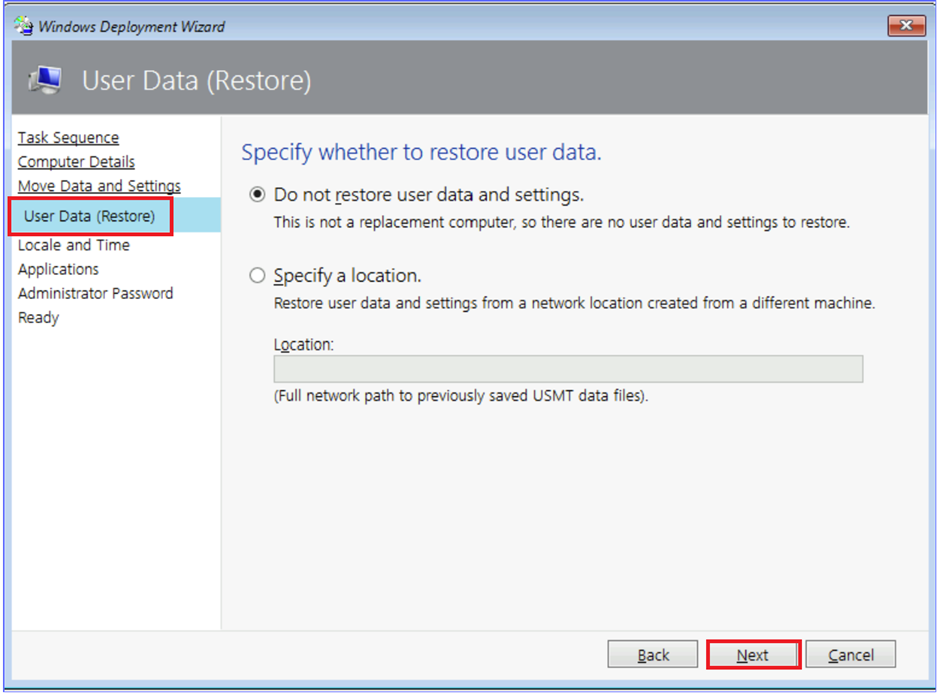 Windows Deployment Wizard
User Data (Restore)
Task Sequence
Computer Details
Move Data and Settings
User Data (Restore)
Locale and Time
Applications
Administrator Password
Ready
Specify whether to restore user data.
Do not restore user data and settings.
This is not a replacement computer, so there are no user data and settings to restore.
Specify a location.
Restore user data and settings from a network location created from a different machine.
Location:
(Full network path to previously saved USMT data files).
Back
Next
Cancel